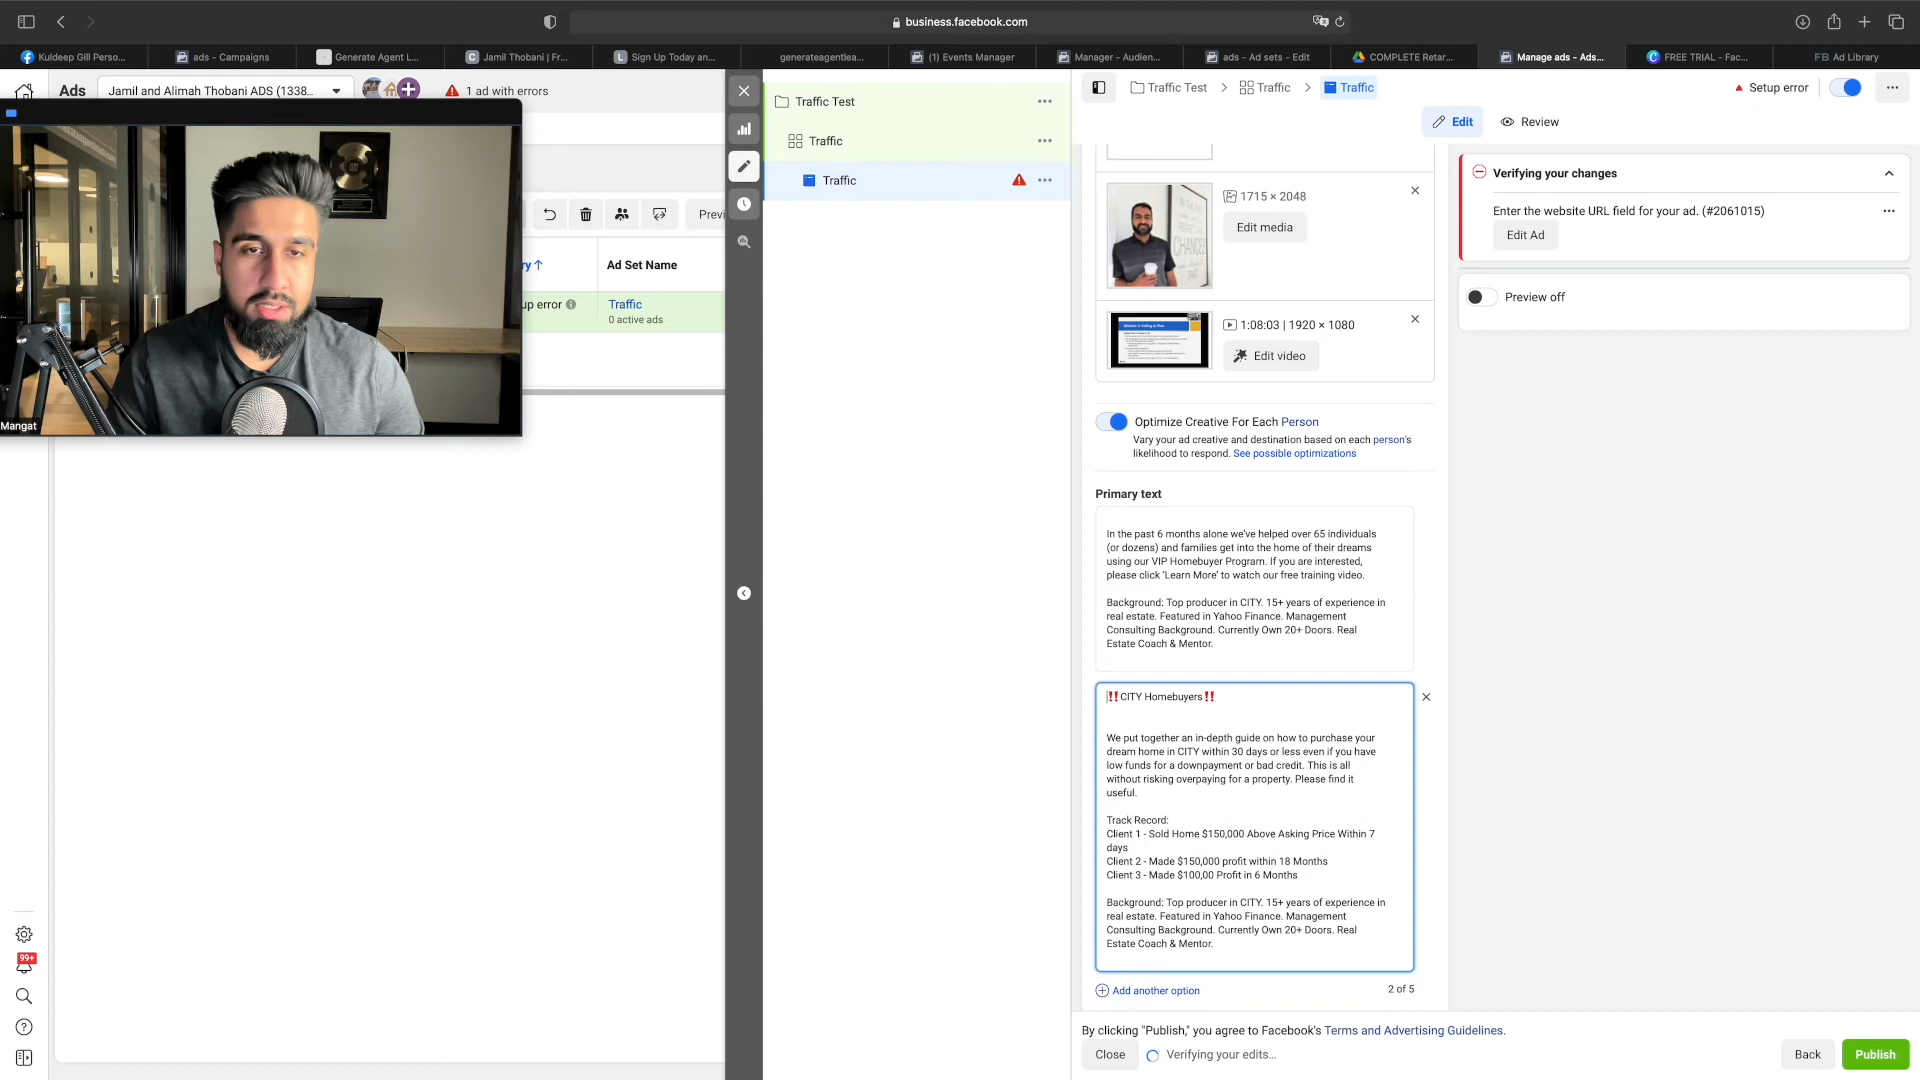 business.facebook.com
Kuldeep Gill Perso...
ads - Campaigns
Generate Agent L...
Jamil Thobani | Fr...
Sign Up Today an...
generateagentlea...
(1) Events Manager
Manager - Audien...
ads - Ad sets - Edit
COMPLETE Retar...
Manage ads - Ads...
FREE TRIAL - Fac...
Ad Library
Ads
Jamil and Alimah Thobani ADS (1338...
1 ad with errors
Previ
ry↑
Ad Set Name
up error
Traffic
0 active ads
Mangat
99+
Traffic Test
Traffic
Traffic
Traffic Test
Traffic
Traffic
Setup error
Edit
Review
1715 × 2048
Edit media
1:08:03 | 1920 × 1080
Edit video
Optimize Creative For Each Person
Vary your ad creative and destination based on each person's
likelihood to respond. See possible optimizations
Primary text
In the past 6 months alone we've helped over 65 individuals
(or dozens) and families get into the home of their dreams
using our VIP Homebuyer Program. If you are interested,
please click 'Learn More' to watch our free training video.
Background: Top producer in CITY. 15+ years of experience in
real estate. Featured in Yahoo Finance. Management
Consulting Background. Currently Own 20+ Doors. Real
Estate Coach & Mentor.
‼️CITY Homebuyers‼️
We put together an in-depth guide on how to purchase your
dream home in CITY within 30 days or less even if you have
low funds for a downpayment or bad credit. This is all
without risking overpaying for a property. Please find it
useful.
Track Record:
Client 1 - Sold Home $150,000 Above Asking Price Within 7
days
Client 2 - Made $150,000 profit within 18 Months
Client 3 - Made $100,00 Profit in 6 Months
Background: Top producer in CITY. 15+ years of experience in
real estate. Featured in Yahoo Finance. Management
Consulting Background. Currently Own 20+ Doors. Real
Estate Coach & Mentor.
Add another option
2 of 5
Verifying your changes
Enter the website URL field for your ad. (#2061015)
Edit Ad
Preview off
By clicking "Publish," you agree to Facebook's Terms and Advertising Guidelines.
Close
Verifying your edits...
Back
Publish